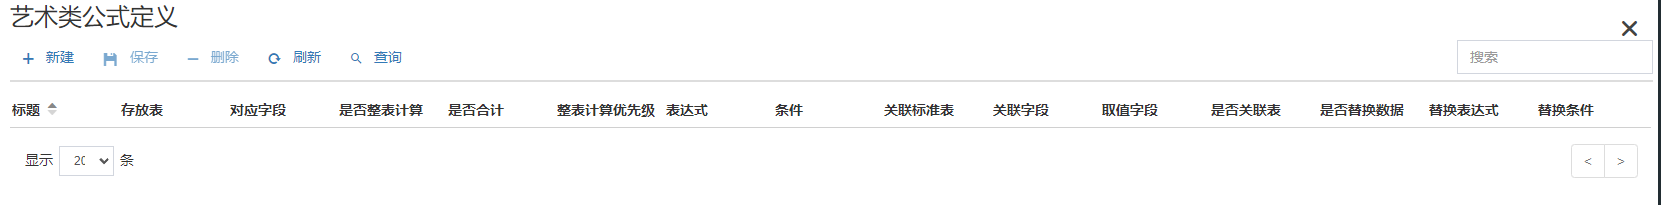 艺术类公式定义
新建 保存 删除 刷新 查询
搜索
标题 存放表 对应字段 是否整表计算 是否合计 整表计算优先级 表达式 条件 关联标准表 关联字段 取值字段 是否关联表 是否替换数据 替换表达式 替换条件
显示 20 条 < >